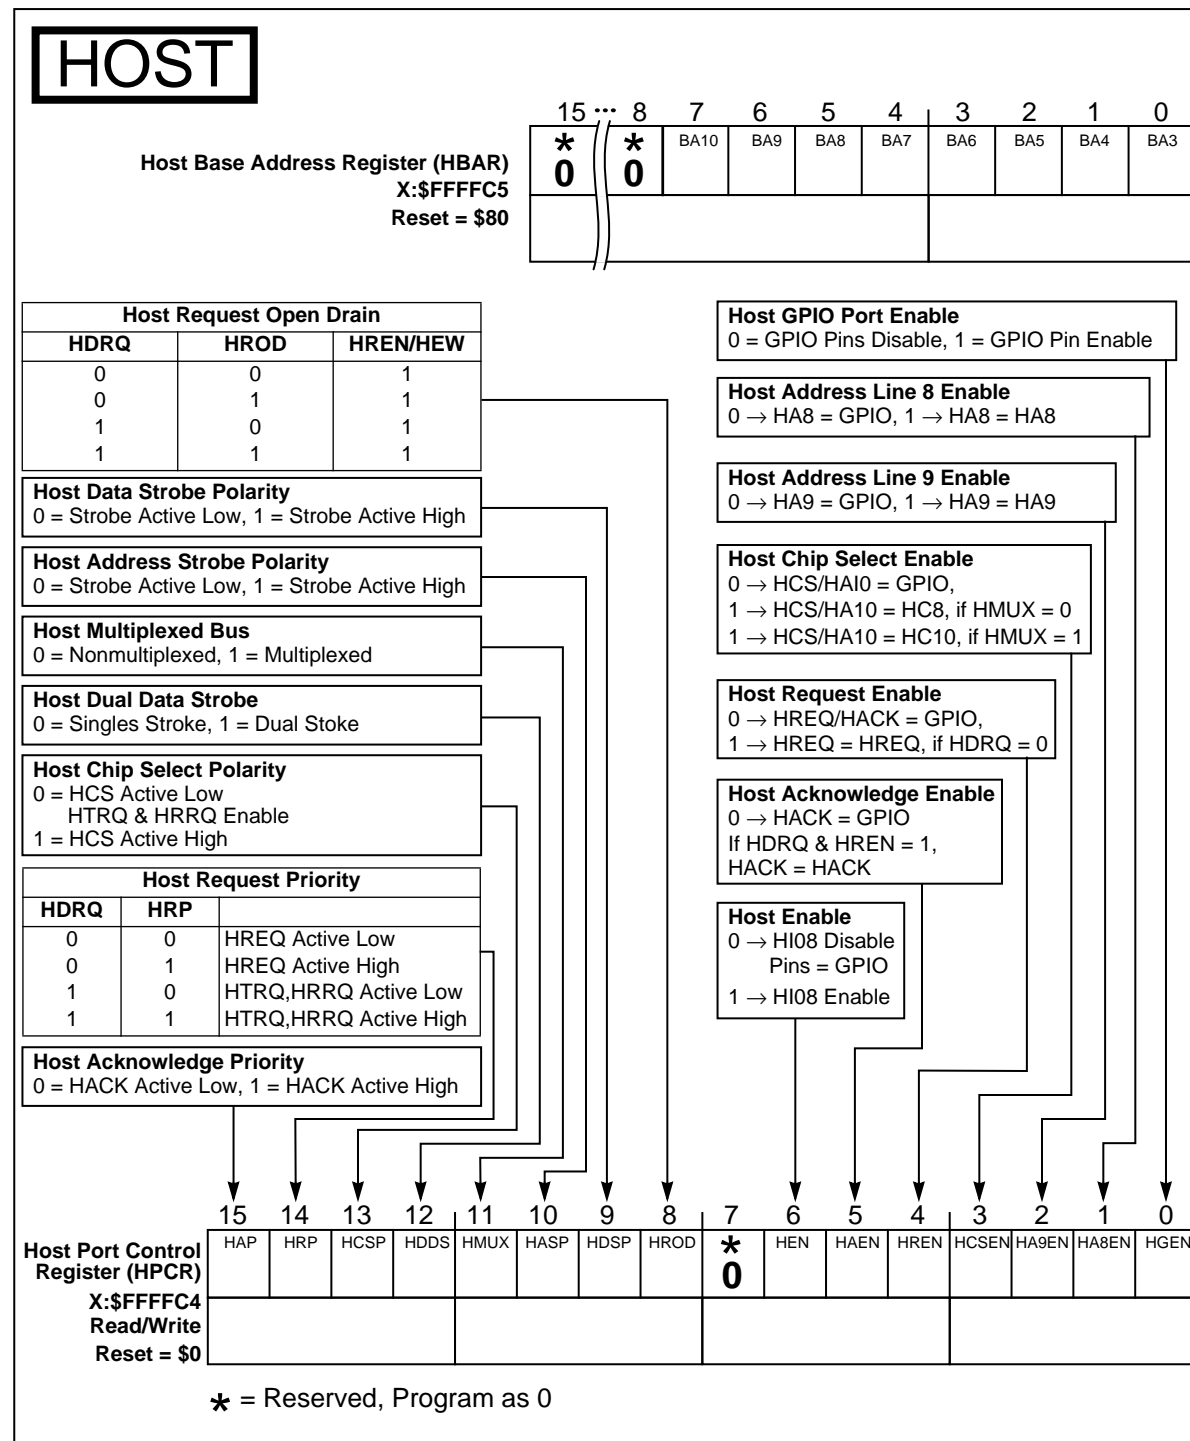 HOST
15 ··· 8 7 6 5 4 3 2 1 0
* * BA10 BA9 BA8 BA7 BA6 BA5 BA4 BA3
0 0
Host Base Address Register (HBAR)
X:$FFFFC5
Reset = $80
Host Request Open Drain
HDRQ HROD HREN/HEW
0 0 1
0 1 1
1 0 1
1 1 1
Host Data Strobe Polarity
0 = Strobe Active Low, 1 = Strobe Active High
Host Address Strobe Polarity
0 = Strobe Active Low, 1 = Strobe Active High
Host Multiplexed Bus
0 = Nonmultiplexed, 1 = Multiplexed
Host Dual Data Strobe
0 = Singles Stroke, 1 = Dual Stoke
Host Chip Select Polarity
0 = HCS Active Low
HTRQ & HRRQ Enable
1 = HCS Active High
Host Request Priority
HDRQ HRP
0 0 HREQ Active Low
0 1 HREQ Active High
1 0 HTRQ,HRRQ Active Low
1 1 HTRQ,HRRQ Active High
Host Acknowledge Priority
0 = HACK Active Low, 1 = HACK Active High
Host GPIO Port Enable
0 = GPIO Pins Disable, 1 = GPIO Pin Enable
Host Address Line 8 Enable
0 → HA8 = GPIO, 1 → HA8 = HA8
Host Address Line 9 Enable
0 → HA9 = GPIO, 1 → HA9 = HA9
Host Chip Select Enable
0 → HCS/HAI0 = GPIO,
1 → HCS/HA10 = HC8, if HMUX = 0
1 → HCS/HA10 = HC10, if HMUX = 1
Host Request Enable
0 → HREQ/HACK = GPIO,
1 → HREQ = HREQ, if HDRQ = 0
Host Acknowledge Enable
0 → HACK = GPIO
If HDRQ & HREN = 1,
HACK = HACK
Host Enable
0 → HI08 Disable
Pins = GPIO
1 → HI08 Enable
15 14 13 12 11 10 9 8 7 6 5 4 3 2 1 0
HAP HRP HCSP HDDS HMUX HASP HDSP HROD * HEN HAEN HREN HCSEN HA9EN HA8EN HGEN
0
Host Port Control
Register (HPCR)
X:$FFFFC4
Read/Write
Reset = $0
* = Reserved, Program as 0